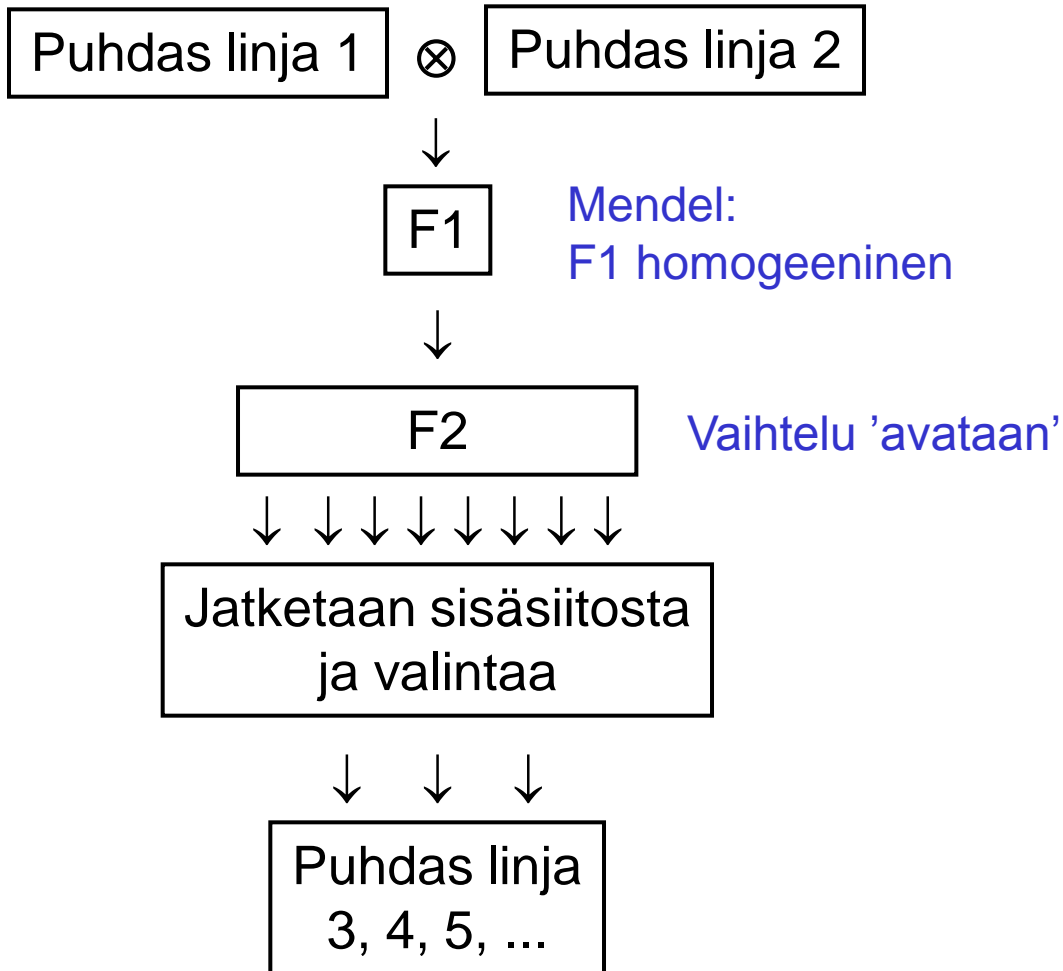 Puhdas linja 1 ⊗ Puhdas linja 2
↓
F1
Mendel:
F1 homogeeninen
↓
F2
Vaihtelu ’avataan’
↓ ↓ ↓ ↓ ↓ ↓ ↓ ↓
Jatketaan sisäsiitosta
ja valintaa
↓ ↓ ↓
Puhdas linja
3, 4, 5, ...